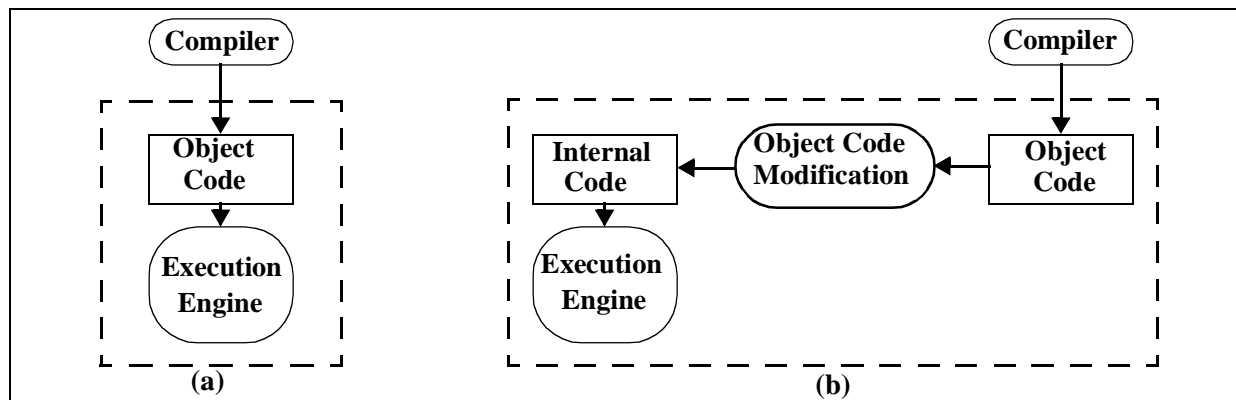 Compiler
Object
Code
Execution
Engine
(a)
Compiler
Object
Code
Object Code
Modification
Internal
Code
Execution
Engine
(b)